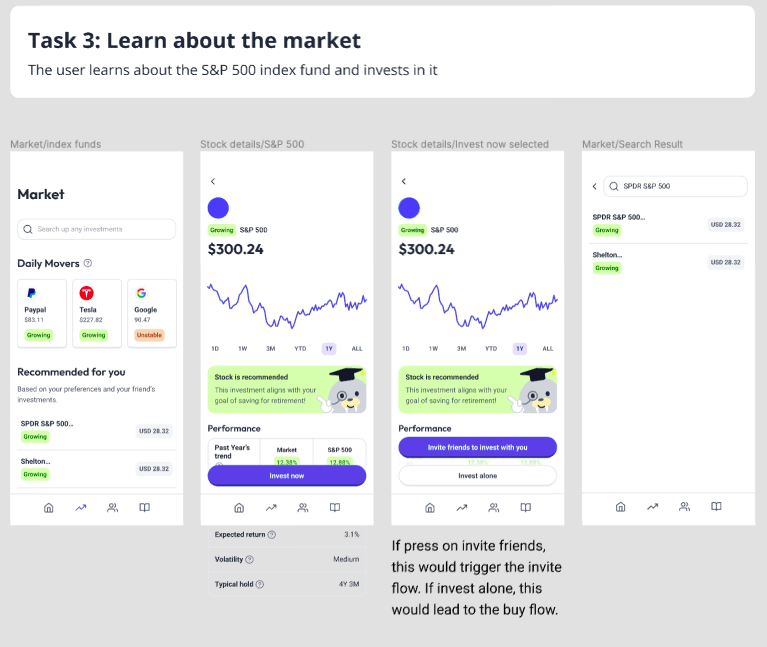 Task 3: Learn about the market
The user learns about the S&P 500 index fund and invests in it
Market/index funds
Market
Search up any investments
Daily Movers
Paypal
$83.11
Growing
Tesla
$227.82
Growing
Google
90.47
Unstable
Recommended for you
Based on your preferences and your friend's
investments.
SPDR S&P 500...
Growing
USD 28.32
Shelton...
Growing
USD 28.32
Stock details/S&P 500
Growing S&P 500
$300.24
1D 1W 3M YTD 1Y ALL
Stock is recommended
This investment aligns with your
goal of saving for retirement!
Performance
Past Year's
trend
Market
12.38%
S&P 500
12.88%
Invest now
Expected return 3.1%
Volatility Medium
Typical hold 4Y 3M
Stock details/Invest now selected
Growing S&P 500
$300.24
1D 1W 3M YTD 1Y ALL
Stock is recommended
This investment aligns with your
goal of saving for retirement!
Performance
Invite friends to invest with you
12.38% 12.88%
Invest alone
If press on invite friends,
this would trigger the invite
flow. If invest alone, this
would lead to the buy flow.
Market/Search Result
SPDR S&P 500
SPDR S&P 500...
Growing
USD 28.32
Shelton...
Growing
USD 28.32